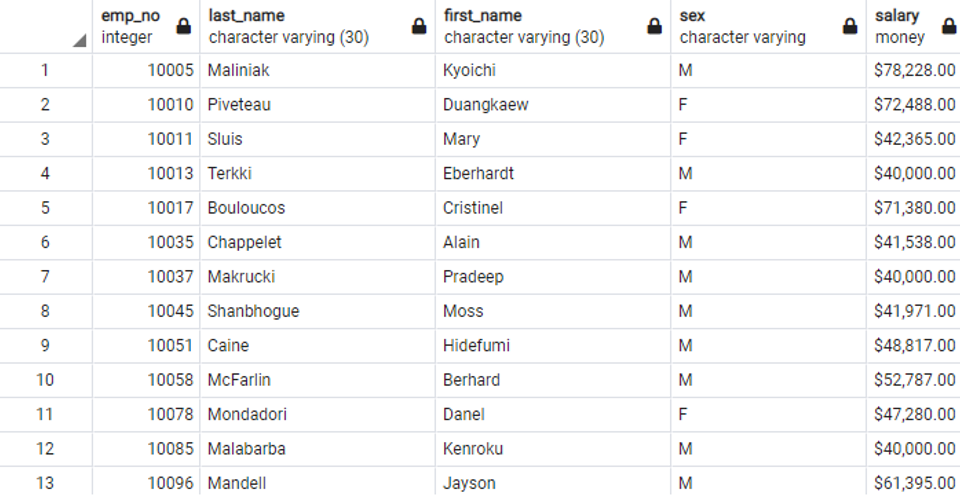 emp_no last_name first_name sex salary
integer character varying (30) character varying (30) character varying money
1 10005 Maliniak Kyoichi M $78,228.00
2 10010 Piveteau Duangkaew F $72,488.00
3 10011 Sluis Mary F $42,365.00
4 10013 Terkki Eberhardt M $40,000.00
5 10017 Bouloucos Cristinel F $71,380.00
6 10035 Chappelet Alain M $41,538.00
7 10037 Makrucki Pradeep M $40,000.00
8 10045 Shanbhogue Moss M $41,971.00
9 10051 Caine Hidefumi M $48,817.00
10 10058 McFarlin Berhard M $52,787.00
11 10078 Mondadori Danel F $47,280.00
12 10085 Malabarba Kenroku M $40,000.00
13 10096 Mandell Jayson M $61,395.00